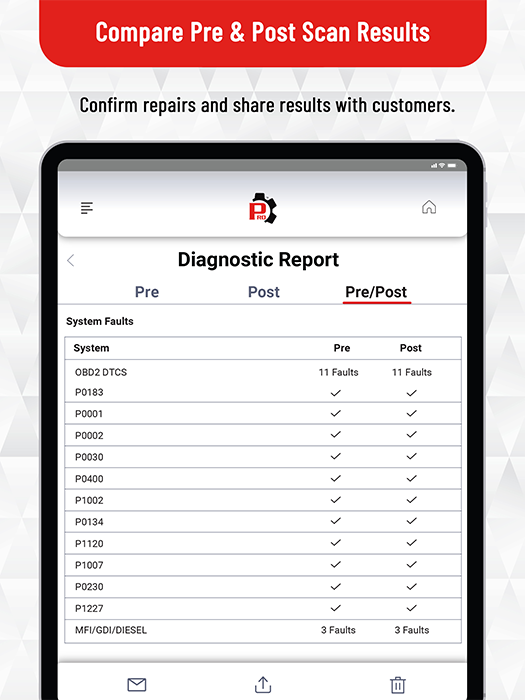 Compare Pre & Post Scan Results
Confirm repairs and share results with customers.
PRO
Diagnostic Report
Pre Post Pre/Post
System Faults
System Pre Post
OBD2 DTCS 11 Faults 11 Faults
P0183 ✓ ✓
P0001 ✓ ✓
P0002 ✓ ✓
P0030 ✓ ✓
P0400 ✓ ✓
P1002 ✓ ✓
P0134 ✓ ✓
P1120 ✓ ✓
P1007 ✓ ✓
P0230 ✓ ✓
P1227 ✓ ✓
MFI/GDI/DIESEL 3 Faults 3 Faults